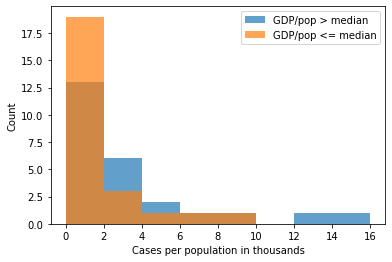 GDP/pop > median
GDP/pop <= median
17.5
15.0
12.5
10.0
7.5
5.0
2.5
0.0
Count
0 2 4 6 8 10 12 14 16
Cases per population in thousands